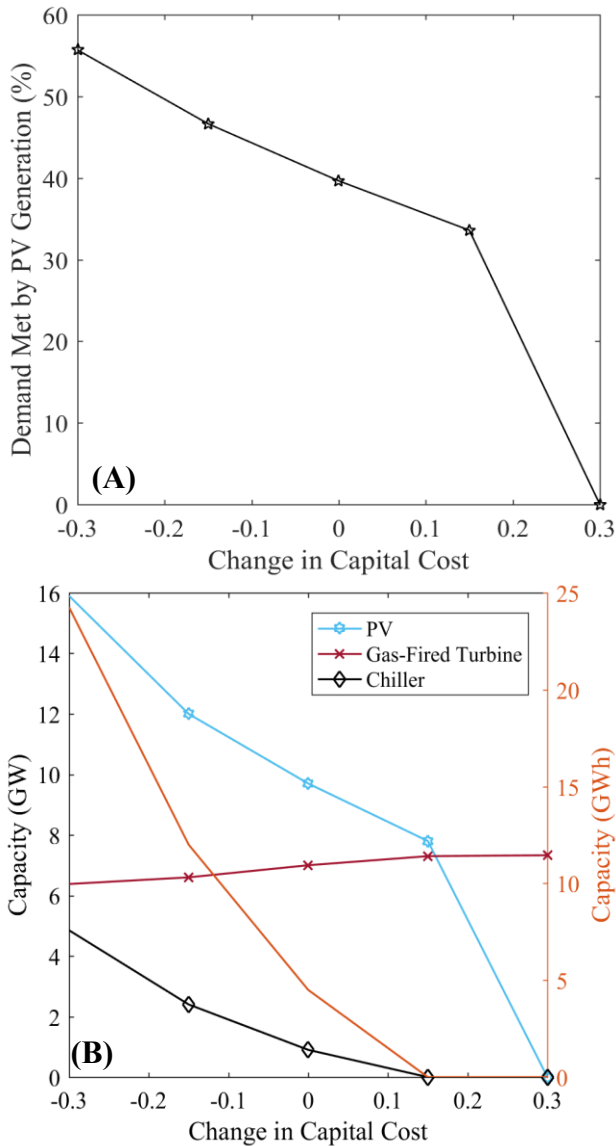 60
50
40
30
20
10
0
Demand Met by PV Generation (%)
(A)
-0.3 -0.2 -0.1 0 0.1 0.2 0.3
Change in Capital Cost
16
14
12
10
8
6
4
2
0
Capacity (GW)
PV
Gas-Fired Turbine
Chiller
25
20
15
10
5
0
Capacity (GWh)
(B)
-0.3 -0.2 -0.1 0 0.1 0.2 0.3
Change in Capital Cost